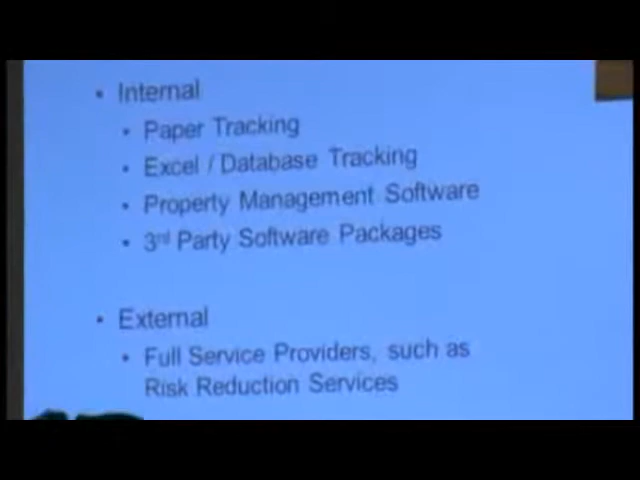 • Internal
• Paper Tracking
• Excel / Database Tracking
• Property Management Software
• 3rd Party Software Packages
• External
• Full Service Providers, such as
Risk Reduction Services